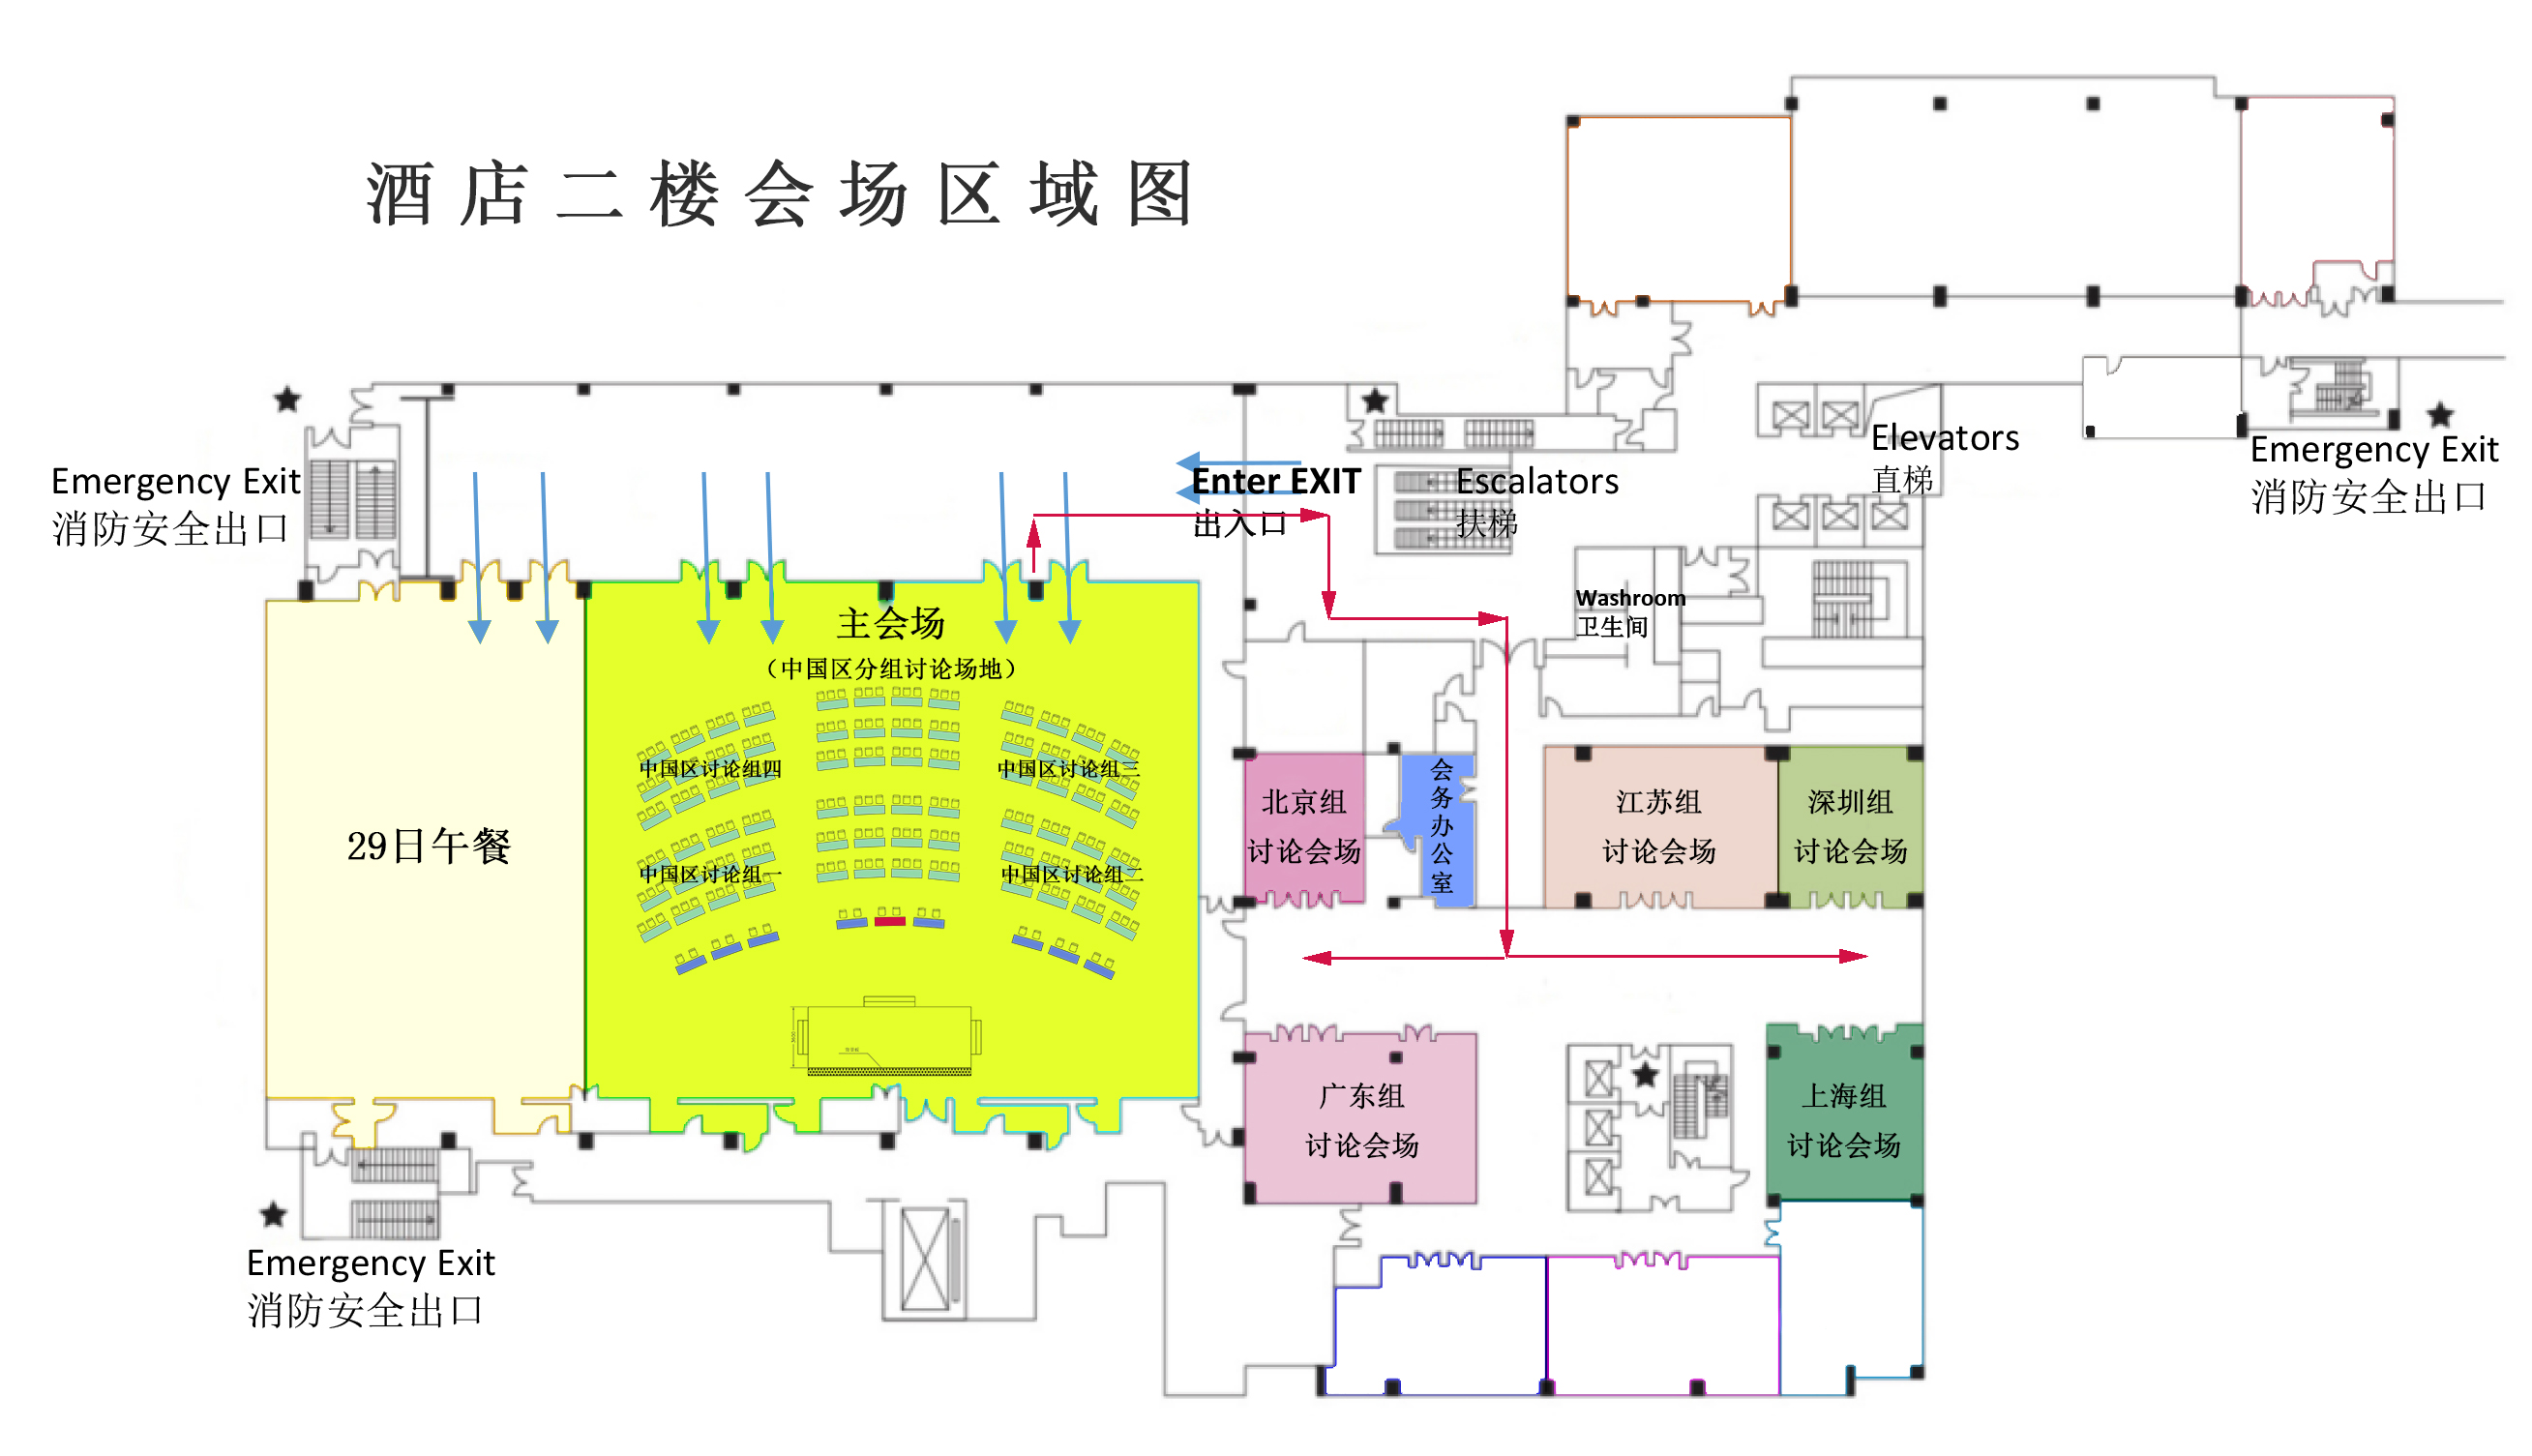 酒店二楼会场区域图
Elevators
直梯
Emergency Exit
消防安全出口
Emergency Exit
消防安全出口
Enter EXIT
出入口
Escalators
扶梯
Washroom
卫生间
主会场
（中国区分组讨论场地）
中国区讨论组四
中国区讨论组三
29日午餐
中国区讨论组一
中国区讨论组二
北京组
讨论会场
会务办公室
江苏组
讨论会场
深圳组
讨论会场
广东组
讨论会场
上海组
讨论会场
Emergency Exit
消防安全出口